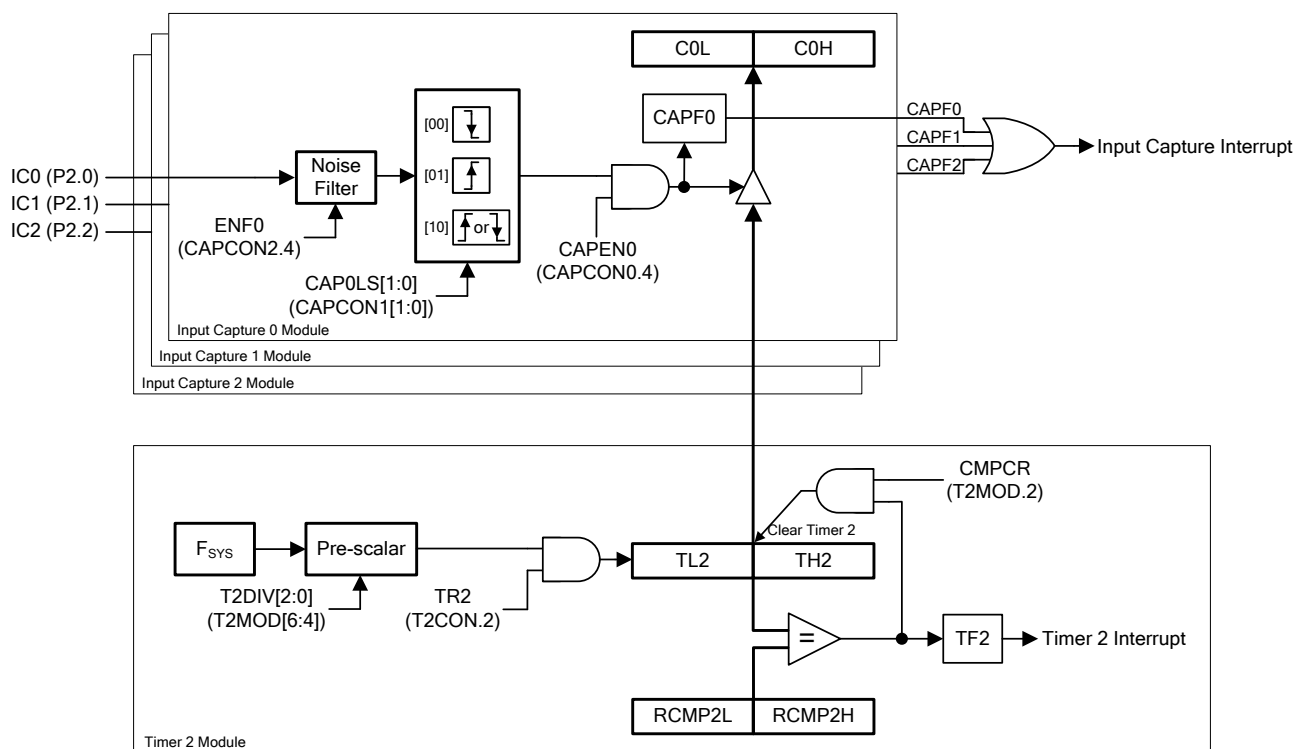 C0L
C0H
CAPF0
[00]
[01]
[10]
or
Noise
Filter
IC0 (P2.0)
IC1 (P2.1)
IC2 (P2.2)
ENF0
(CAPCON2.4)
CAP0LS[1:0]
(CAPCON1[1:0])
CAPEN0
(CAPCON0.4)
CAPF0
CAPF1
CAPF2
Input Capture Interrupt
Input Capture 0 Module
Input Capture 1 Module
Input Capture 2 Module
CMPCR
(T2MOD.2)
Clear Timer 2
FSYS
Pre-scalar
TL2
TH2
T2DIV[2:0]
(T2MOD[6:4])
TR2
(T2CON.2)
=
TF2
Timer 2 Interrupt
RCMP2L
RCMP2H
Timer 2 Module